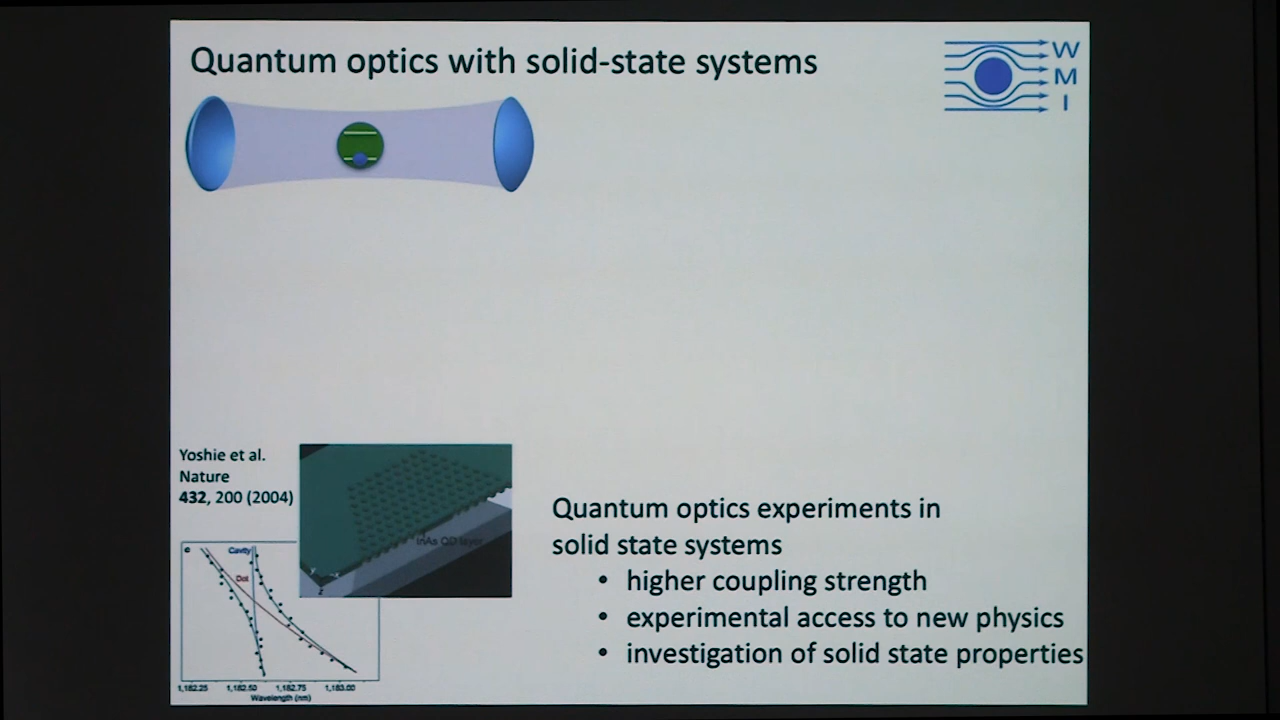 Quantum optics with solid-state systems
W
M
I
Yoshie et al.
Nature
432, 200 (2004)
InAs QD layer
c
Cavity
Dot
1,182.25 1,182.50 1,182.75 1,183.00
Wavelength (nm)
Quantum optics experiments in
solid state systems
• higher coupling strength
• experimental access to new physics
• investigation of solid state properties